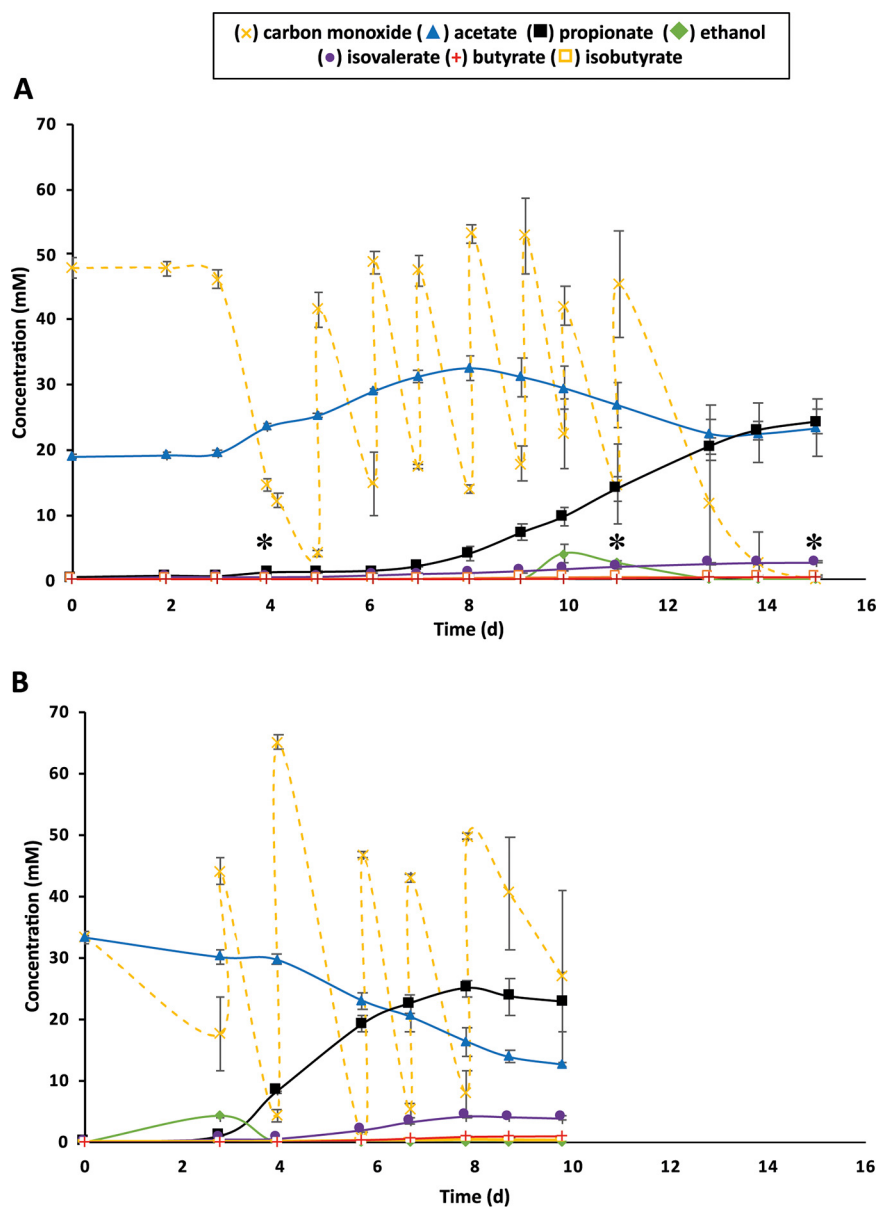 (×) carbon monoxide (▲) acetate (■) propionate (◆) ethanol
(●) isovalerate (+) butyrate (□) isobutyrate
A
70
60
50
40
30
20
10
0
Concentration (mM)
* * *
0 2 4 6 8 10 12 14 16
Time (d)
B
70
60
50
40
30
20
10
0
Concentration (mM)
0 2 4 6 8 10 12 14 16
Time (d)